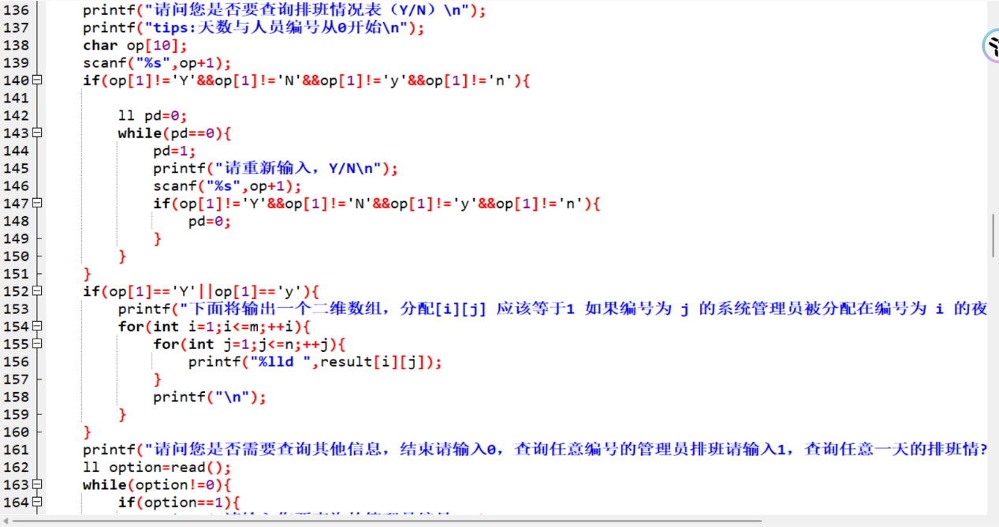 136 printf("请问您是否要查询排班情况表（Y/N）\n");
137 printf("tips:天数与人员编号从0开始\n");
138 char op[10];
139 scanf("%s",op+1);
140 if(op[1]!='Y'&&op[1]!='N'&&op[1]!='y'&&op[1]!='n'){
141
142 ll pd=0;
143 while(pd==0){
144 pd=1;
145 printf("请重新输入，Y/N\n");
146 scanf("%s",op+1);
147 if(op[1]!='Y'&&op[1]!='N'&&op[1]!='y'&&op[1]!='n'){
148 pd=0;
149 }
150 }
151 }
152 if(op[1]=='Y'||op[1]=='y'){
153 printf("下面将输出一个二维数组，分配[i][j] 应该等于1 如果编号为 j 的系统管理员被分配在编号为 i 的夜
154 for(int i=1;i<=m;++i){
155 for(int j=1;j<=n;++j){
156 printf("%lld ",result[i][j]);
157 }
158 printf("\n");
159 }
160 }
161 printf("请问您是否需要查询其他信息，结束请输入0，查询任意编号的管理员排班请输入1，查询任意一天的排班情?
162 ll option=read();
163 while(option!=0){
164 if(option==1){